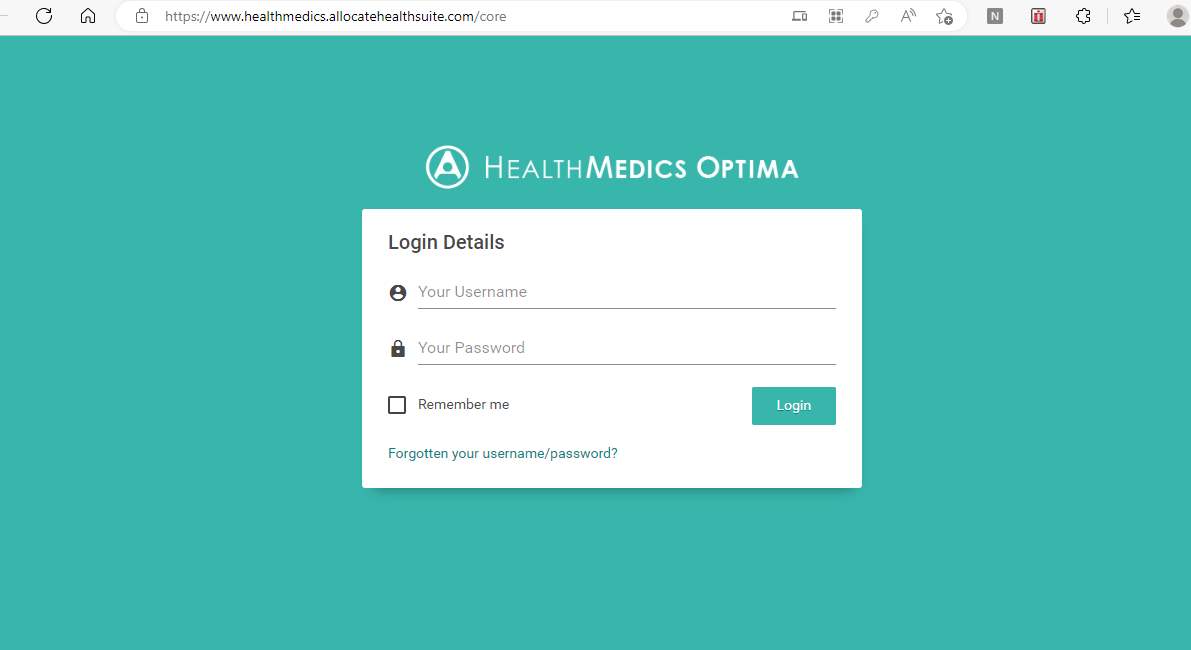 https://www.healthmedics.allocatehealthsuite.com/core
N
HEALTHMEDICS OPTIMA
Login Details
Your Username
Your Password
Remember me
Login
Forgotten your username/password?